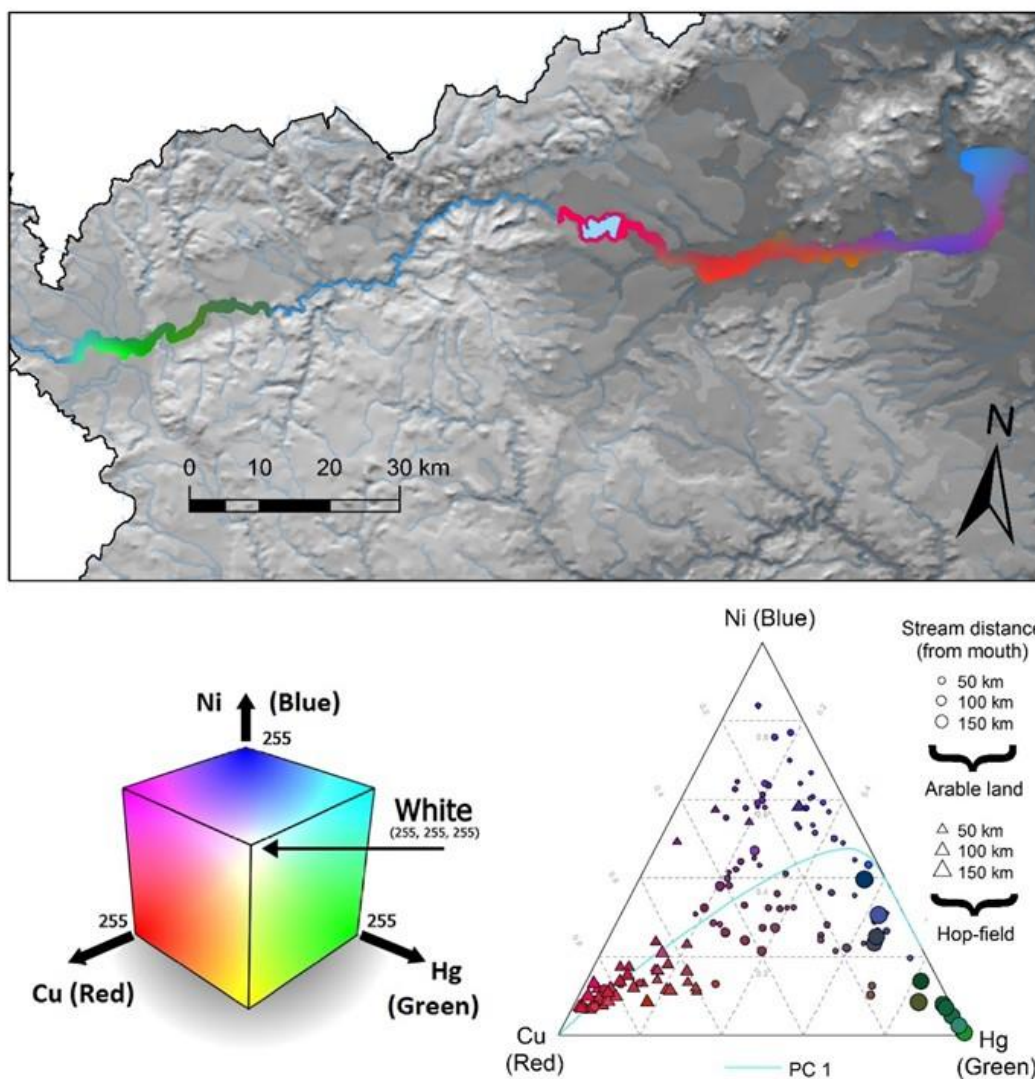 N
0 10 20 30 km
Ni (Blue)
255
White
(255, 255, 255)
255
255
Cu (Red)
Hg
(Green)
Ni (Blue)
Cu
(Red)
Hg
(Green)
PC 1
Stream distance
(from mouth)
50 km
100 km
150 km
Arable land
50 km
100 km
150 km
Hop-field